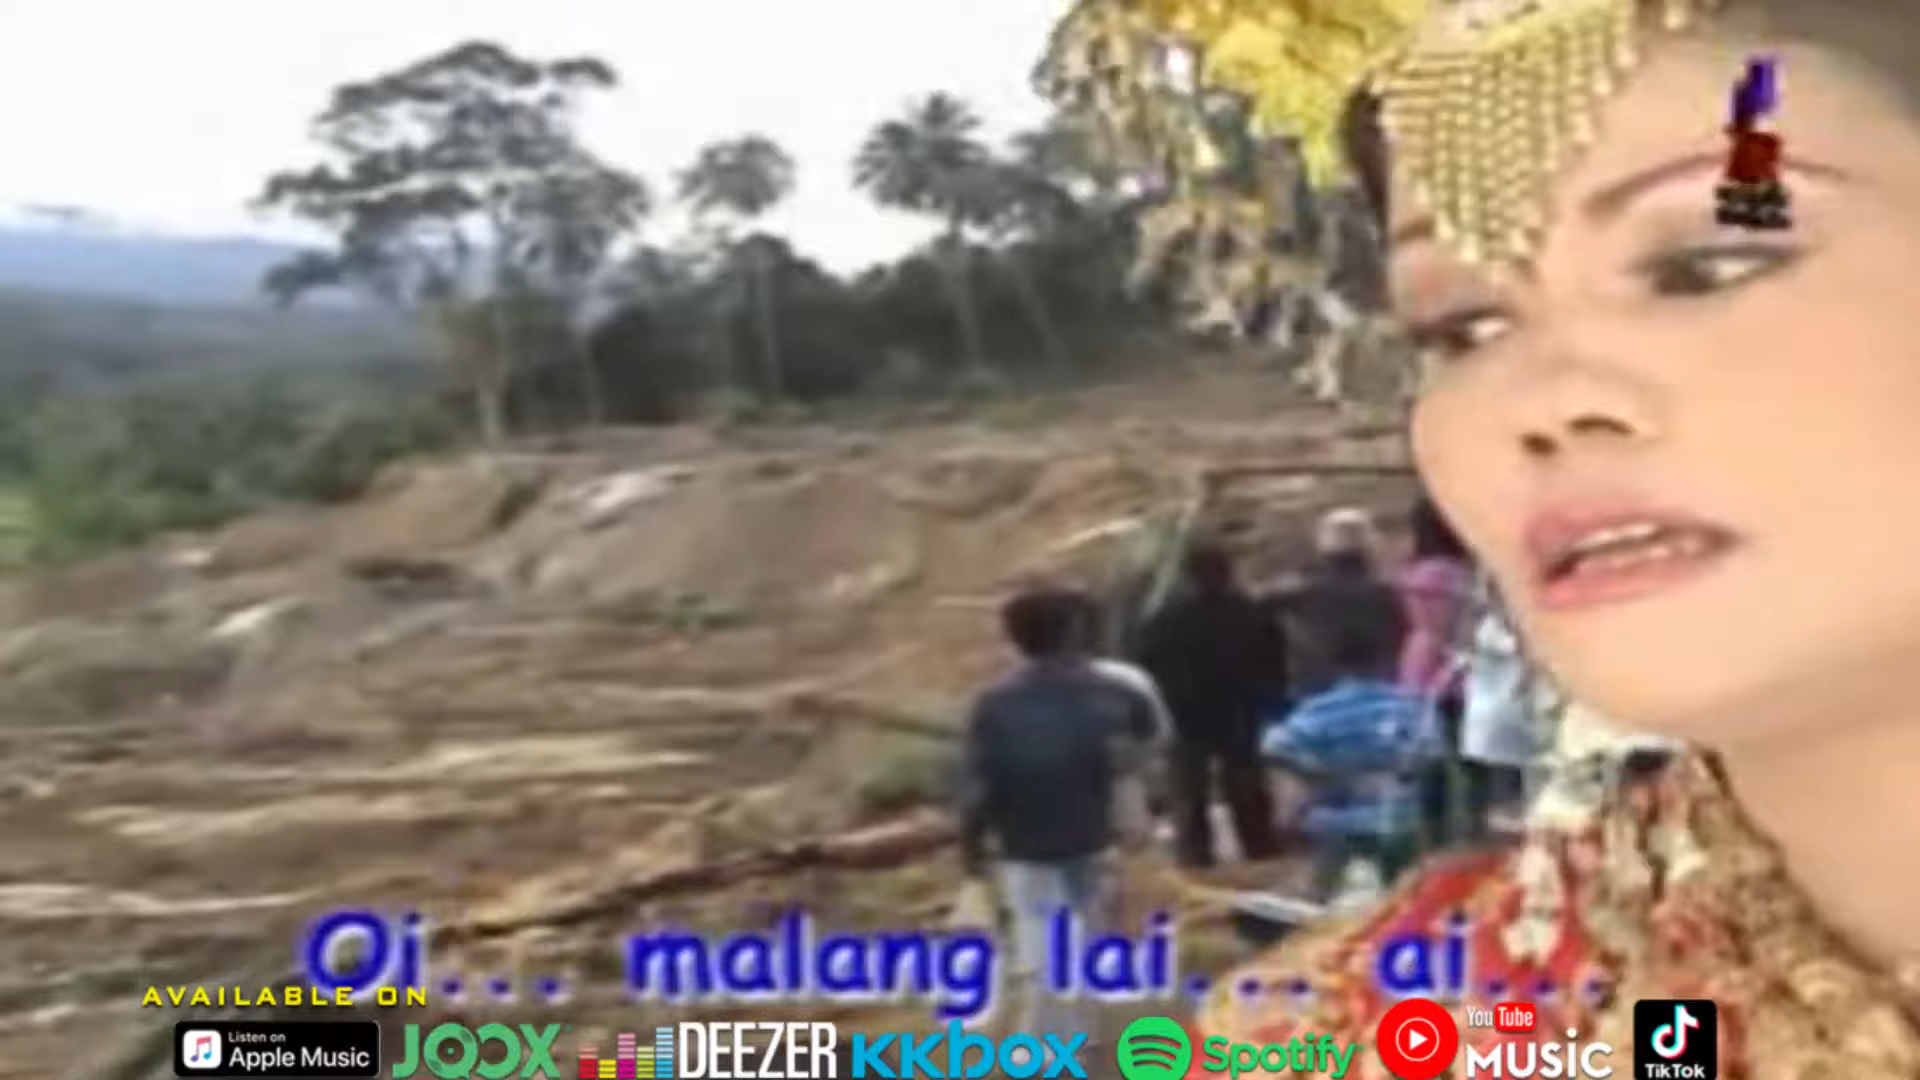 Oi... malang lai... ai...
AVAILABLE ON
Listen on
Apple Music
JOOX
DEEZER
KKBOX
Spotify
YouTube
MUSIC
TikTok